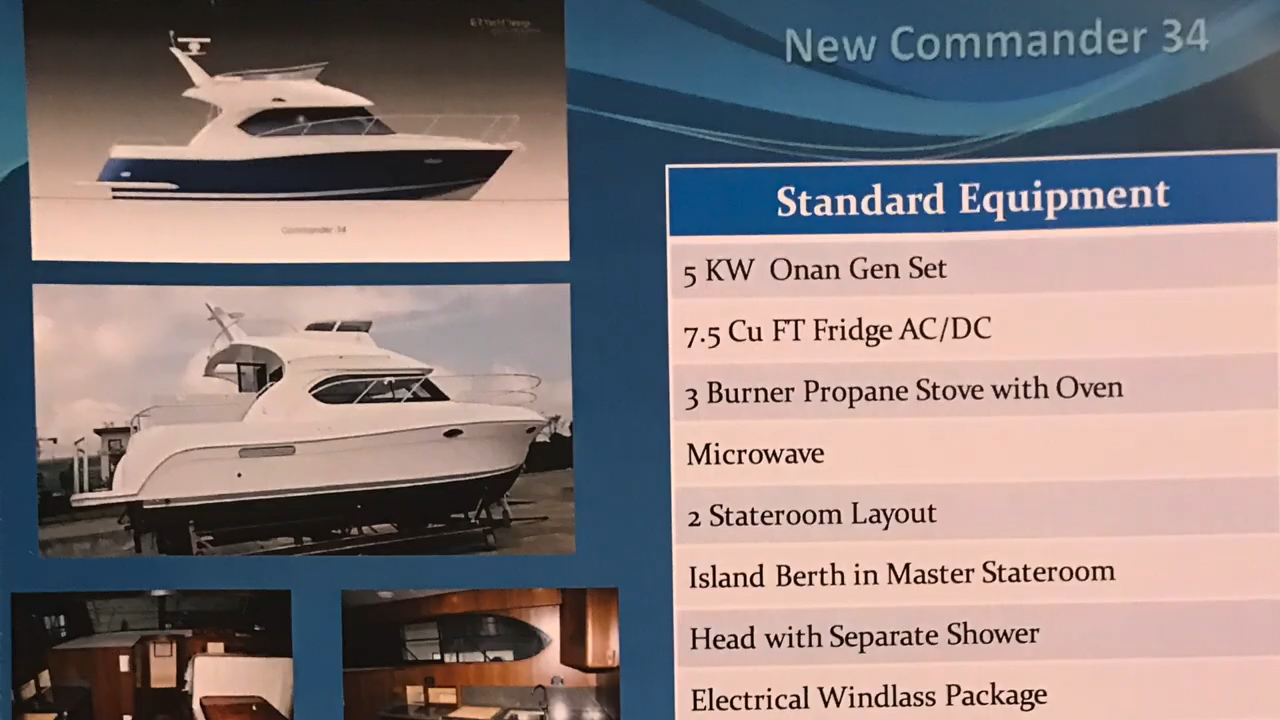 New Commander 34
Commander 34
Standard Equipment
5 KW Onan Gen Set
7.5 Cu FT Fridge AC/DC
3 Burner Propane Stove with Oven
Microwave
2 Stateroom Layout
Island Berth in Master Stateroom
Head with Separate Shower
Electrical Windlass Package